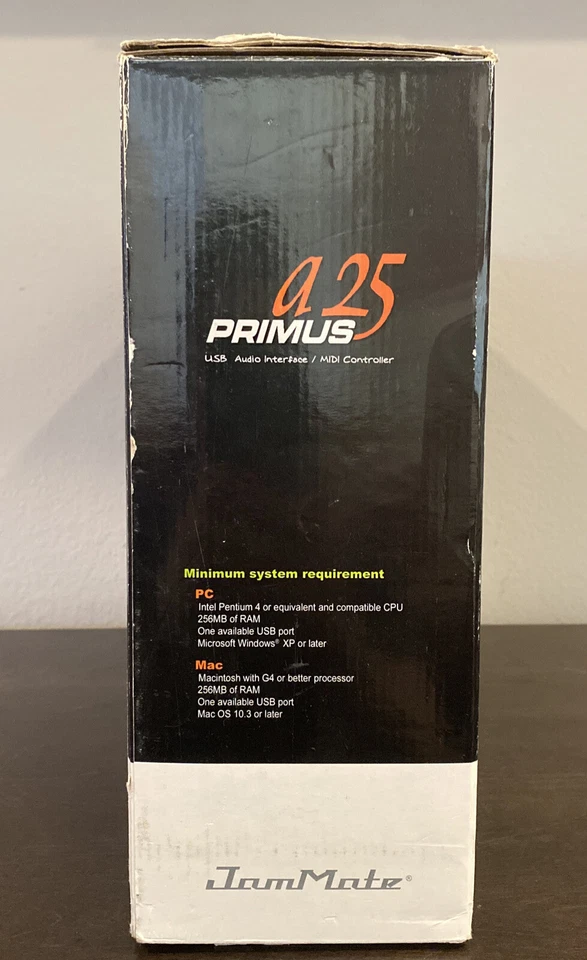 a25
PRIMUS
USB Audio Interface / MIDI Controller
Minimum system requirement
PC
Intel Pentium 4 or equivalent and compatible CPU
256MB of RAM
One available USB port
Microsoft Windows® XP or later
Mac
Macintosh with G4 or better processor
256MB of RAM
One available USB port
Mac OS 10.3 or later
JamMate®